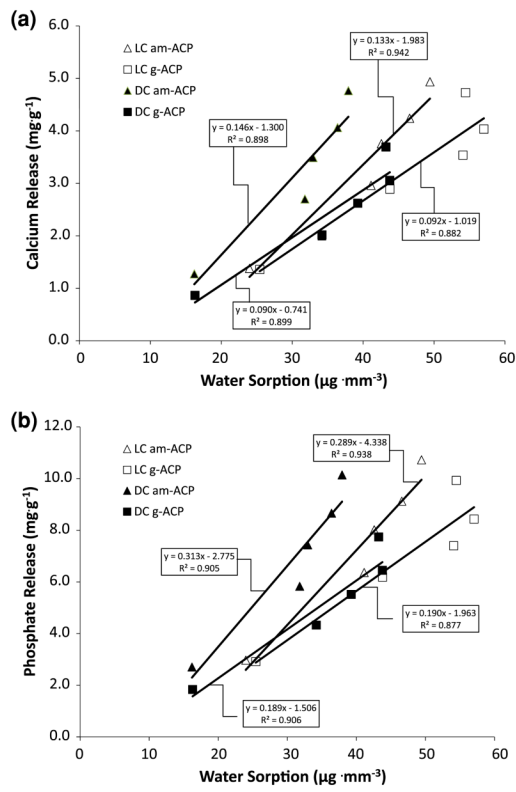 (a)
6.0
5.0
4.0
3.0
2.0
1.0
0.0
Calcium Release (mg·g⁻¹)
△ LC am-ACP
□ LC g-ACP
▲ DC am-ACP
■ DC g-ACP
y = 0.133x - 1.983
R² = 0.942
y = 0.146x - 1.300
R² = 0.898
y = 0.092x - 1.019
R² = 0.882
y = 0.090x - 0.741
R² = 0.899
0 10 20 30 40 50 60
Water Sorption (µg ·mm⁻³)
(b)
12.0
10.0
8.0
6.0
4.0
2.0
0.0
Phosphate Release (mg·g⁻¹)
△ LC am-ACP
□ LC g-ACP
▲ DC am-ACP
■ DC g-ACP
y = 0.289x - 4.338
R² = 0.938
y = 0.313x - 2.775
R² = 0.905
y = 0.190x - 1.963
R² = 0.877
y = 0.189x - 1.506
R² = 0.906
0 10 20 30 40 50 60
Water Sorption (µg ·mm⁻³)